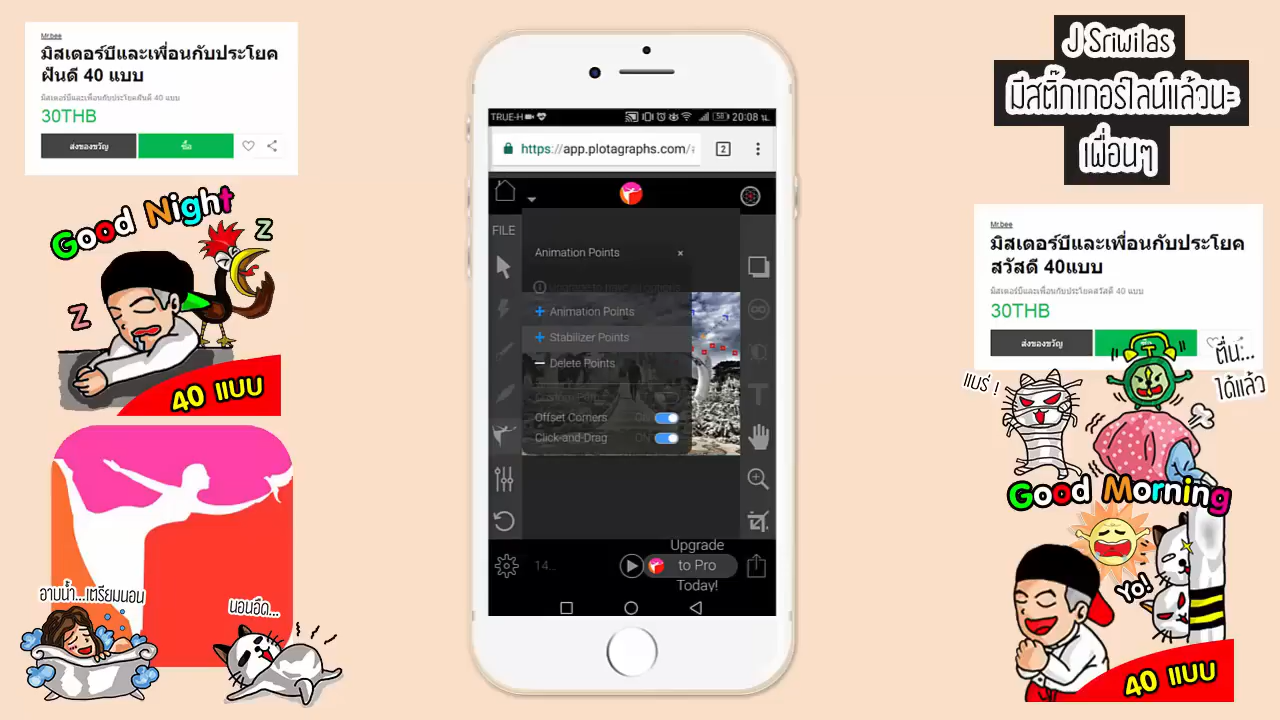 Mr.bee
มิสเตอร์บีและเพื่อนกับประโยค
ฝันดี 40 แบบ
มิสเตอร์บีและเพื่อนกับประโยคฝันดี 40 แบบ
30THB
ส่งของขวัญ
ซื้อ
Good Night
z
z
40 แบบ
อาบน้ำ...เตรียมนอน
นอนอืด...
TRUE-H
58
20:08 น.
https://app.plotagraphs.com/
2
FILE
Animation Points
×
Animation Points
Stabilizer Points
Delete Points
Offset Corners
Click-and-Drag
ON
T
14...
Upgrade
to Pro
Today!
J Sriwilas
มีสติ๊กเกอร์ไลน์แล้วนะ
เพื่อนๆ
Mr.bee
มิสเตอร์บีและเพื่อนกับประโยค
สวัสดี 40แบบ
มิสเตอร์บีและเพื่อนกับประโยคสวัสดี 40 แบบ
30THB
ส่งของขวัญ
แบร่ !
ตื่น...
ได้แล้ว
Good Morning
Yo!
40 แบบ